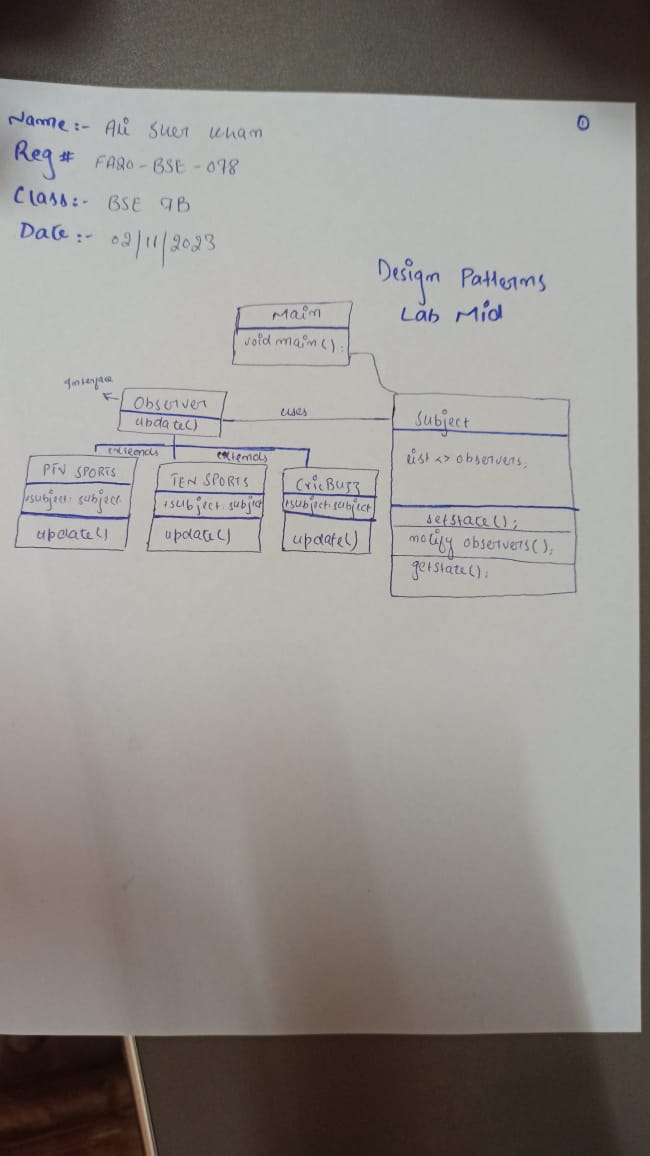 ①
Name:- Ali Sher Khan
Reg# FA20-BSE-078
Class:- BSE 7B
Date:- 02/11/2023
Design Patterns
Lab Mid
Main
void main();
Interface
Observer
update()
uses
Subject
List <> observers;
setstate();
notify observers();
getstate();
extends
extends
PTV SPORTS
+subject: subject
update()
TEN SPORTS
+subject: subject
update()
CricBuzz
+subject: subject
update()